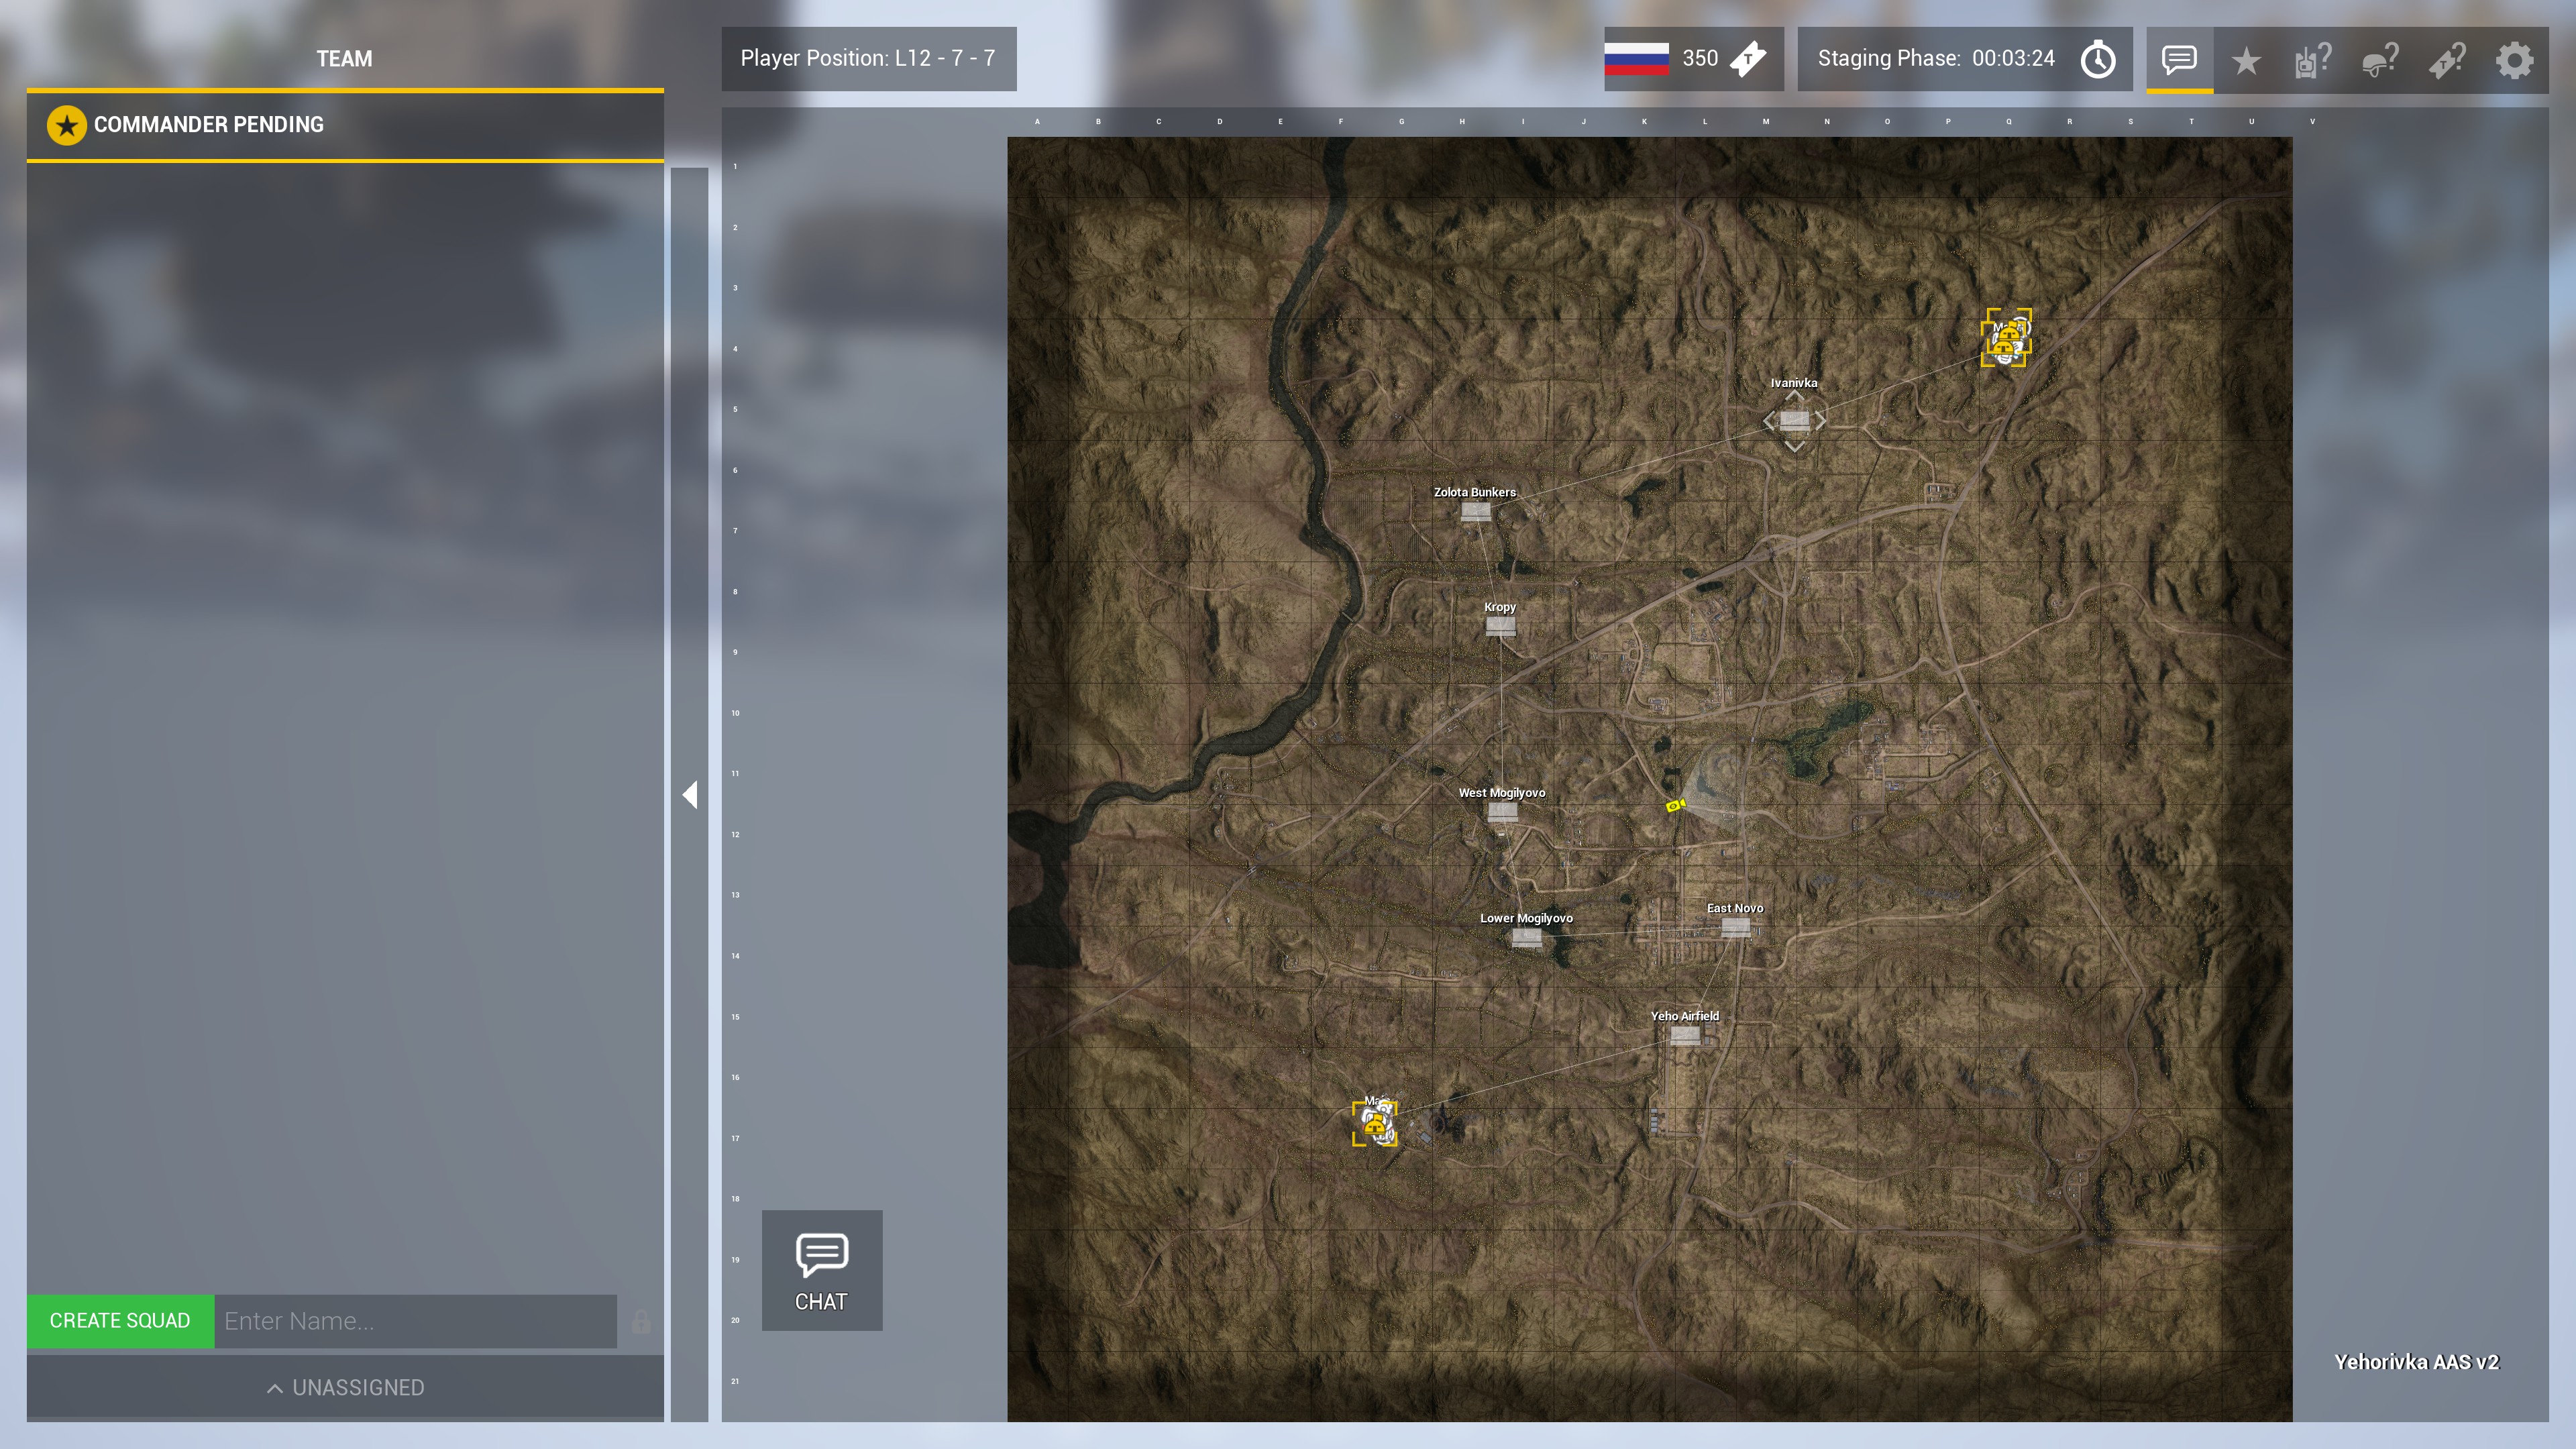 TEAM
Player Position: L12 - 7 - 7
350
Staging Phase: 00:03:24
COMMANDER PENDING
A B C D E F G H I J K L M N O P Q R S T U V
1
2
3
4
5
6
7
8
9
10
11
12
13
14
15
16
17
18
19
20
21
Ivanivka
Zolota Bunkers
Kropy
West Mogilyovo
East Novo
Lower Mogilyovo
Yeho Airfield
CHAT
CREATE SQUAD
Enter Name...
UNASSIGNED
Yehorivka AAS v2